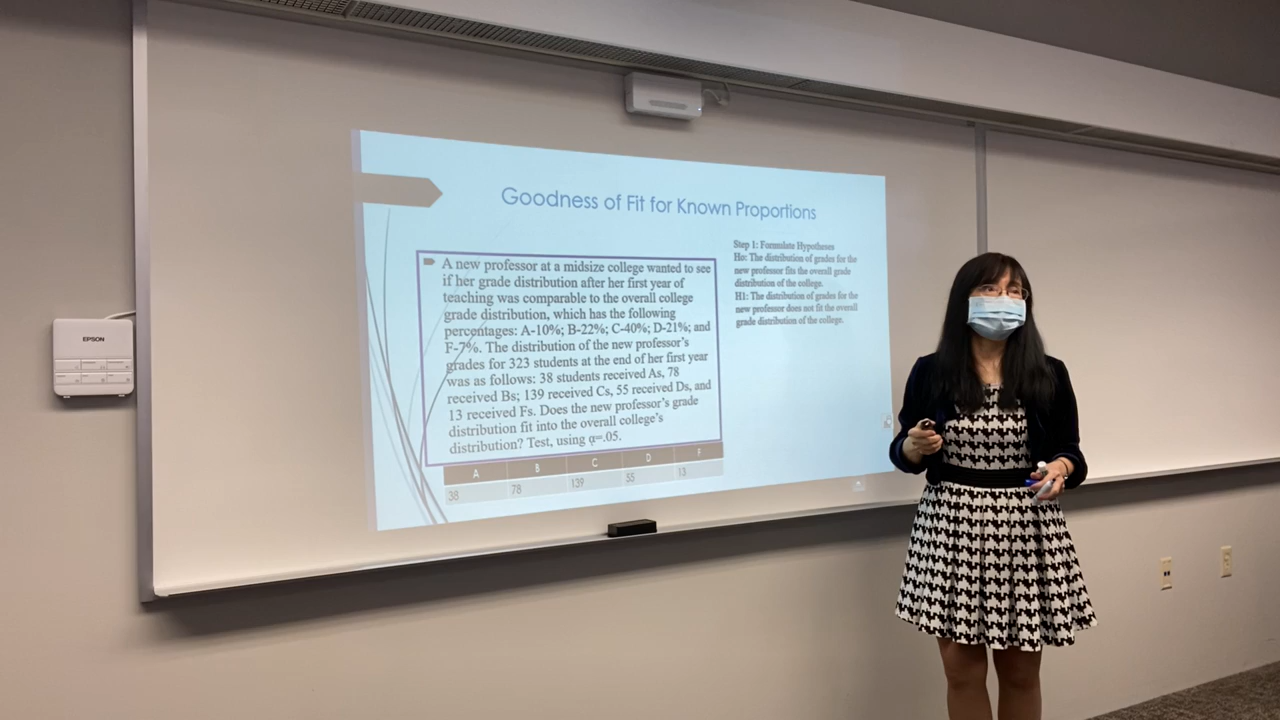 EPSON
Goodness of Fit for Known Proportions
A new professor at a midsize college wanted to see
if her grade distribution after her first year of
teaching was comparable to the overall college
grade distribution, which has the following
percentages: A-10%; B-22%; C-40%; D-21%; and
F-7%. The distribution of the new professor's
grades for 323 students at the end of her first year
was as follows: 38 students received As, 78
received Bs; 139 received Cs, 55 received Ds, and
13 received Fs. Does the new professor's grade
distribution fit into the overall college's
distribution? Test, using α=.05.
A B C D F
38 78 139 55 13
Step 1: Formulate Hypotheses
Ho: The distribution of grades for the
new professor fits the overall grade
distribution of the college.
H1: The distribution of grades for the
new professor does not fit the overall
grade distribution of the college.